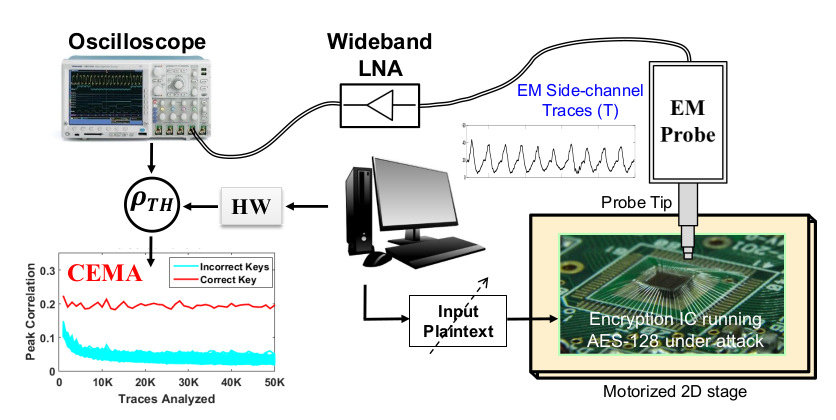 Oscilloscope
Wideband
LNA
EM Side-channel
Traces (T)
EM
Probe
Probe Tip
ρTH
HW
CEMA
Incorrect Keys
Correct Key
Peak Correlation
0.3
0.2
0.1
0
0
10K
20K
30K
40K
50K
Traces Analyzed
Input
Plaintext
Encryption IC running
AES-128 under attack
Motorized 2D stage